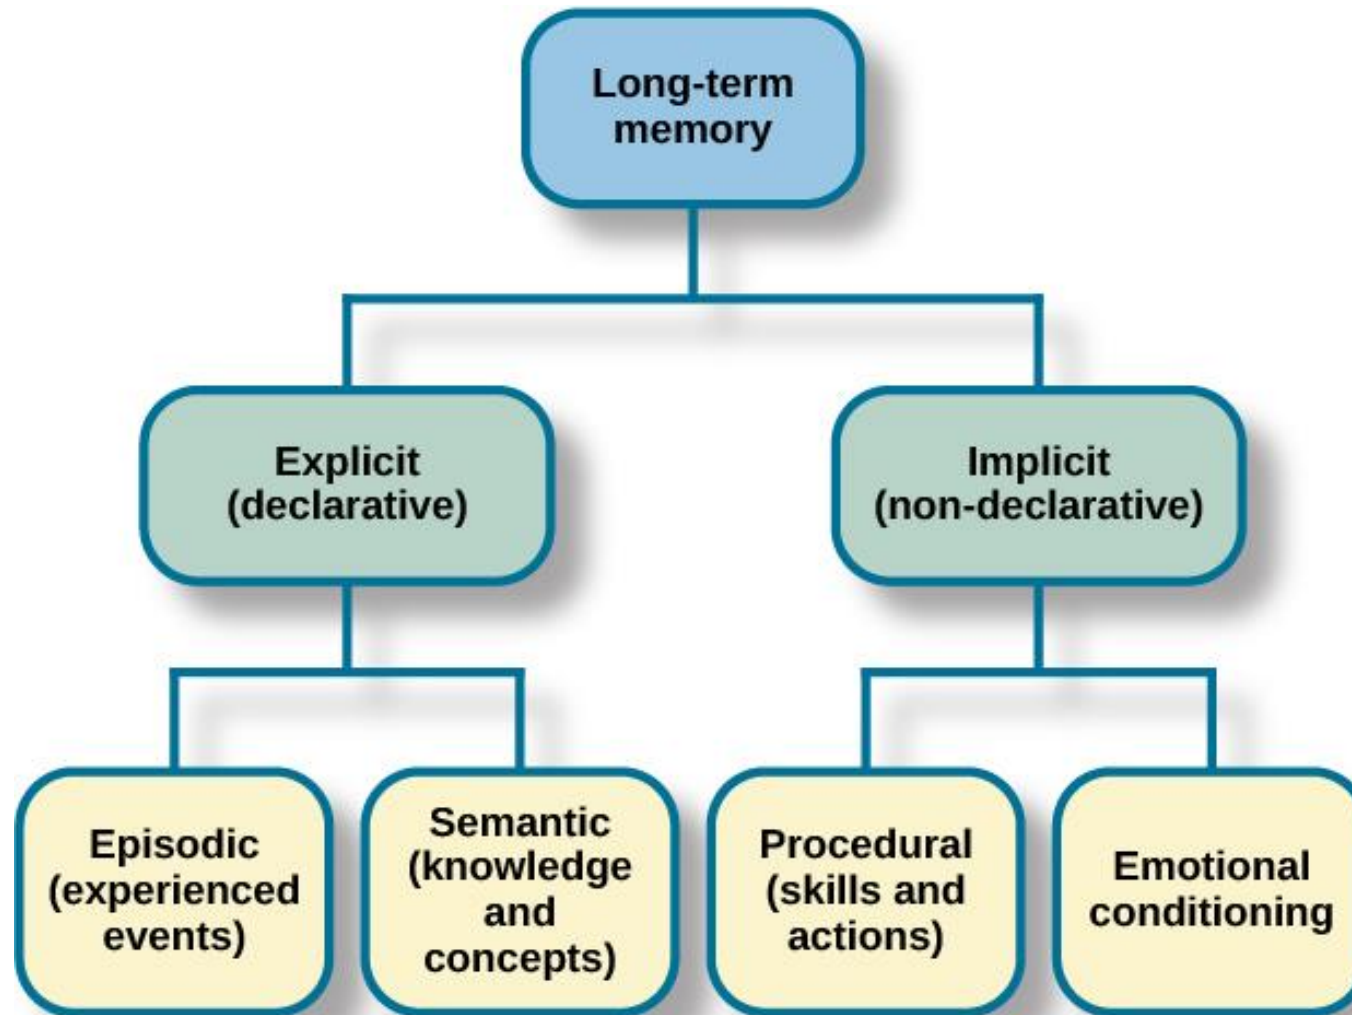 Long-term
memory
Explicit
(declarative)
Implicit
(non-declarative)
Episodic
(experienced
events)
Semantic
(knowledge
and
concepts)
Procedural
(skills and
actions)
Emotional
conditioning